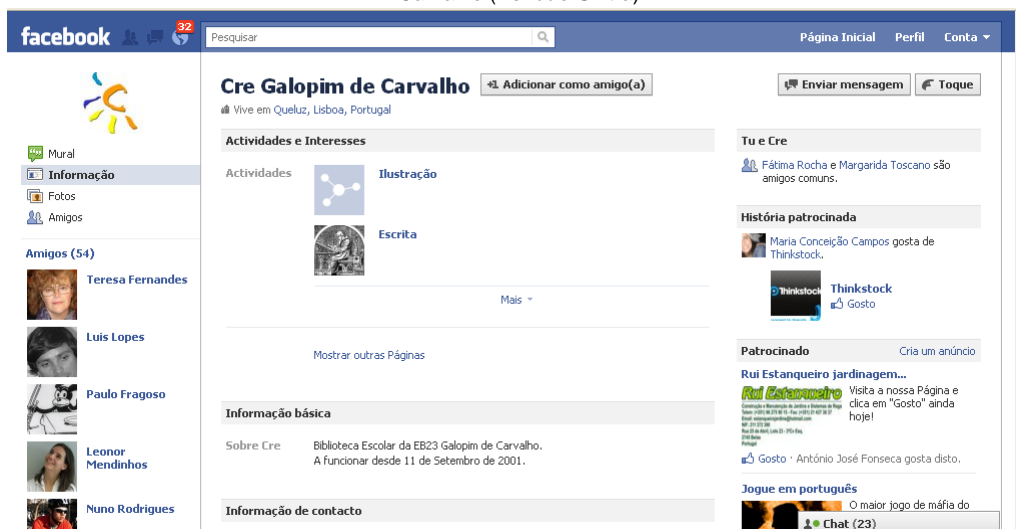 facebook
32
Pesquisar
Página Inicial Perfil Conta
Cre Galopim de Carvalho
+1 Adicionar como amigo(a)
Enviar mensagem
Toque
Vive em Queluz, Lisboa, Portugal
Mural
Informação
Fotos
Amigos
Amigos (54)
Teresa Fernandes
Luis Lopes
Paulo Fragoso
Leonor
Mendinhos
Nuno Rodrigues
Actividades e Interesses
Actividades
Ilustração
Escrita
Mais
Mostrar outras Páginas
Informação básica
Sobre Cre
Biblioteca Escolar da EB23 Galopim de Carvalho.
A funcionar desde 11 de Setembro de 2001.
Informação de contacto
Tu e Cre
Fátima Rocha e Margarida Toscano são
amigos comuns.
História patrocinada
Maria Conceição Campos gosta de
Thinkstock.
Thinkstock
Thinkstock
Gosto
Patrocinado
Cria um anúncio
Rui Estanqueiro jardinagem...
Rui Estanqueiro
Visita a nossa Página e
clica em "Gosto" ainda
hoje!
Gosto · António José Fonseca gosta disto.
Jogue em português
O maior jogo de máfia do
Chat (23)